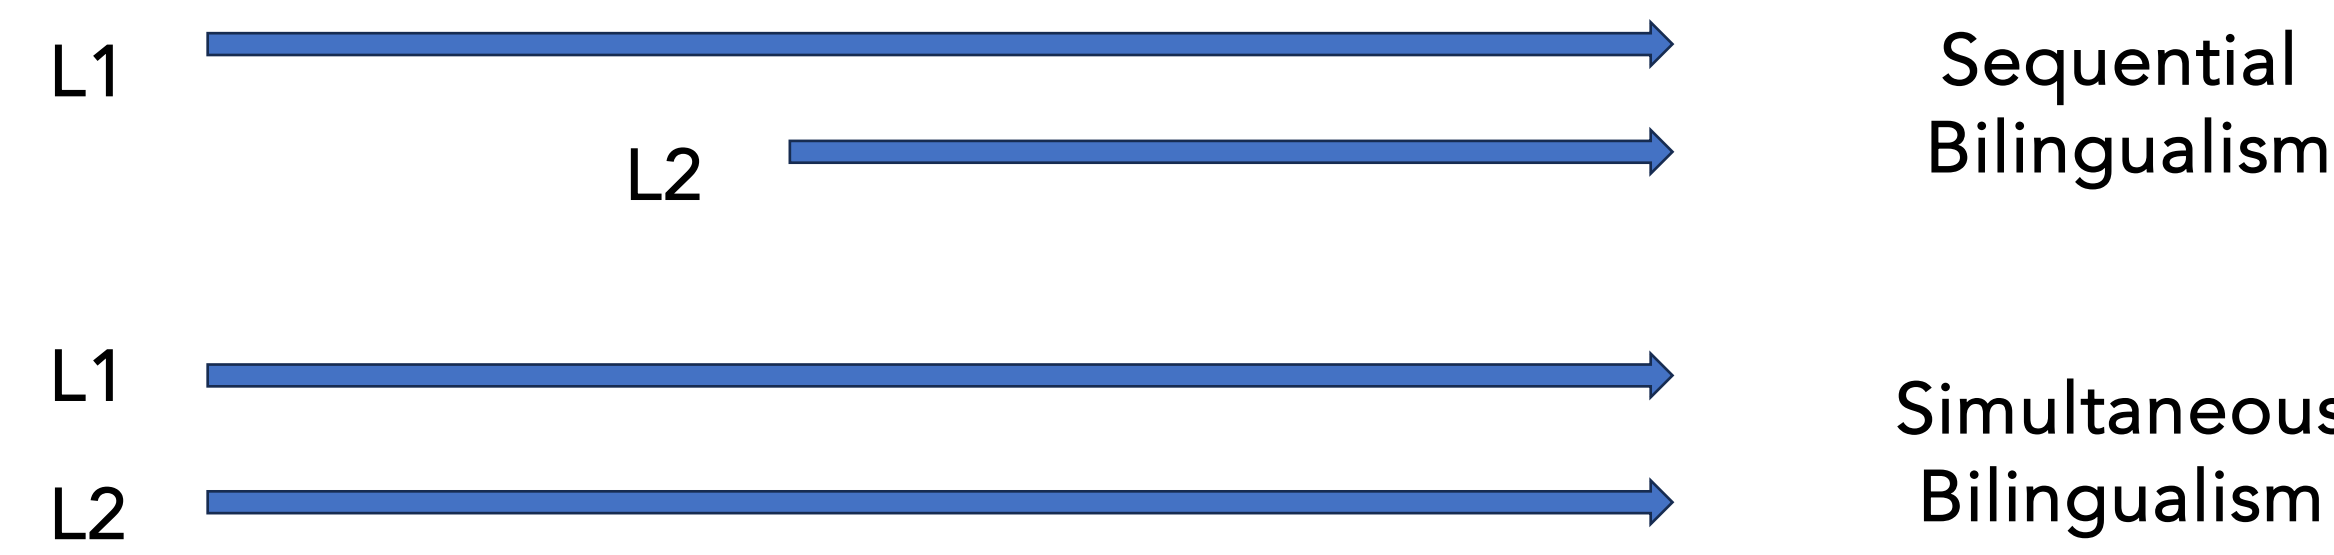 L1
Sequential
Bilingualism
L2
L1
Simultaneous
Bilingualism
L2